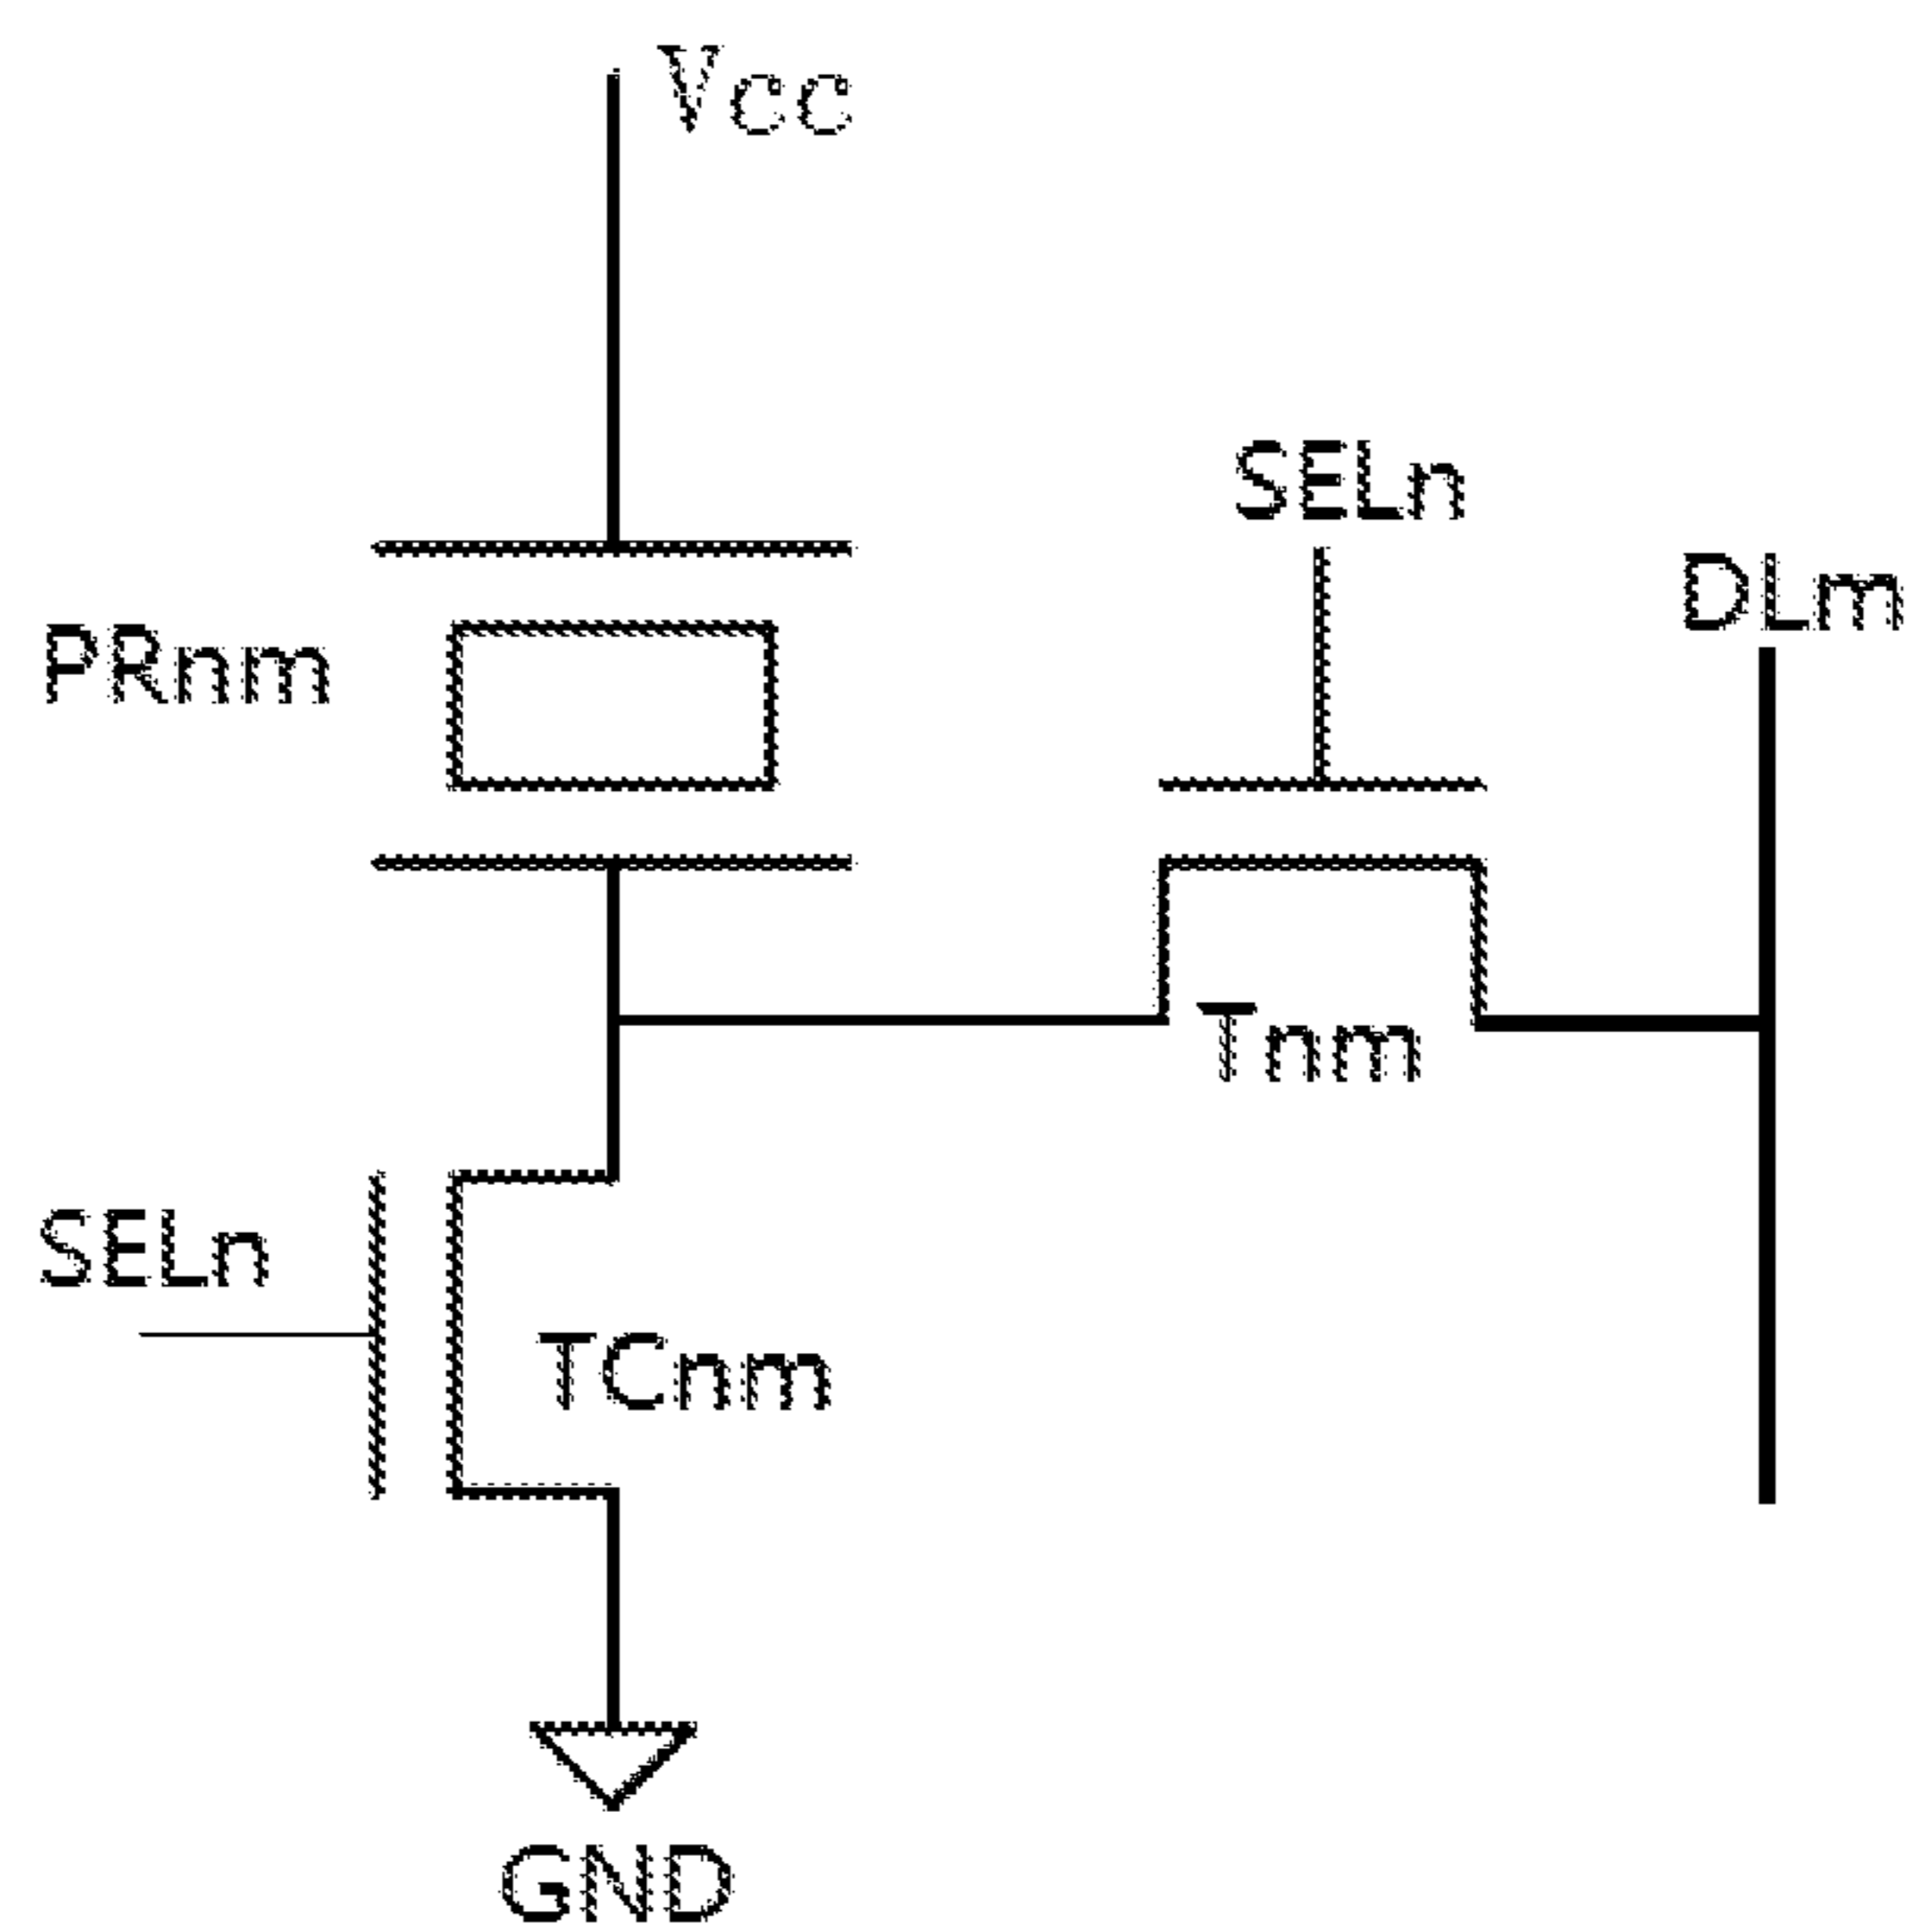 VCC
SELn
DLm
PRnm
Tnm
SELn
TCnm
GND